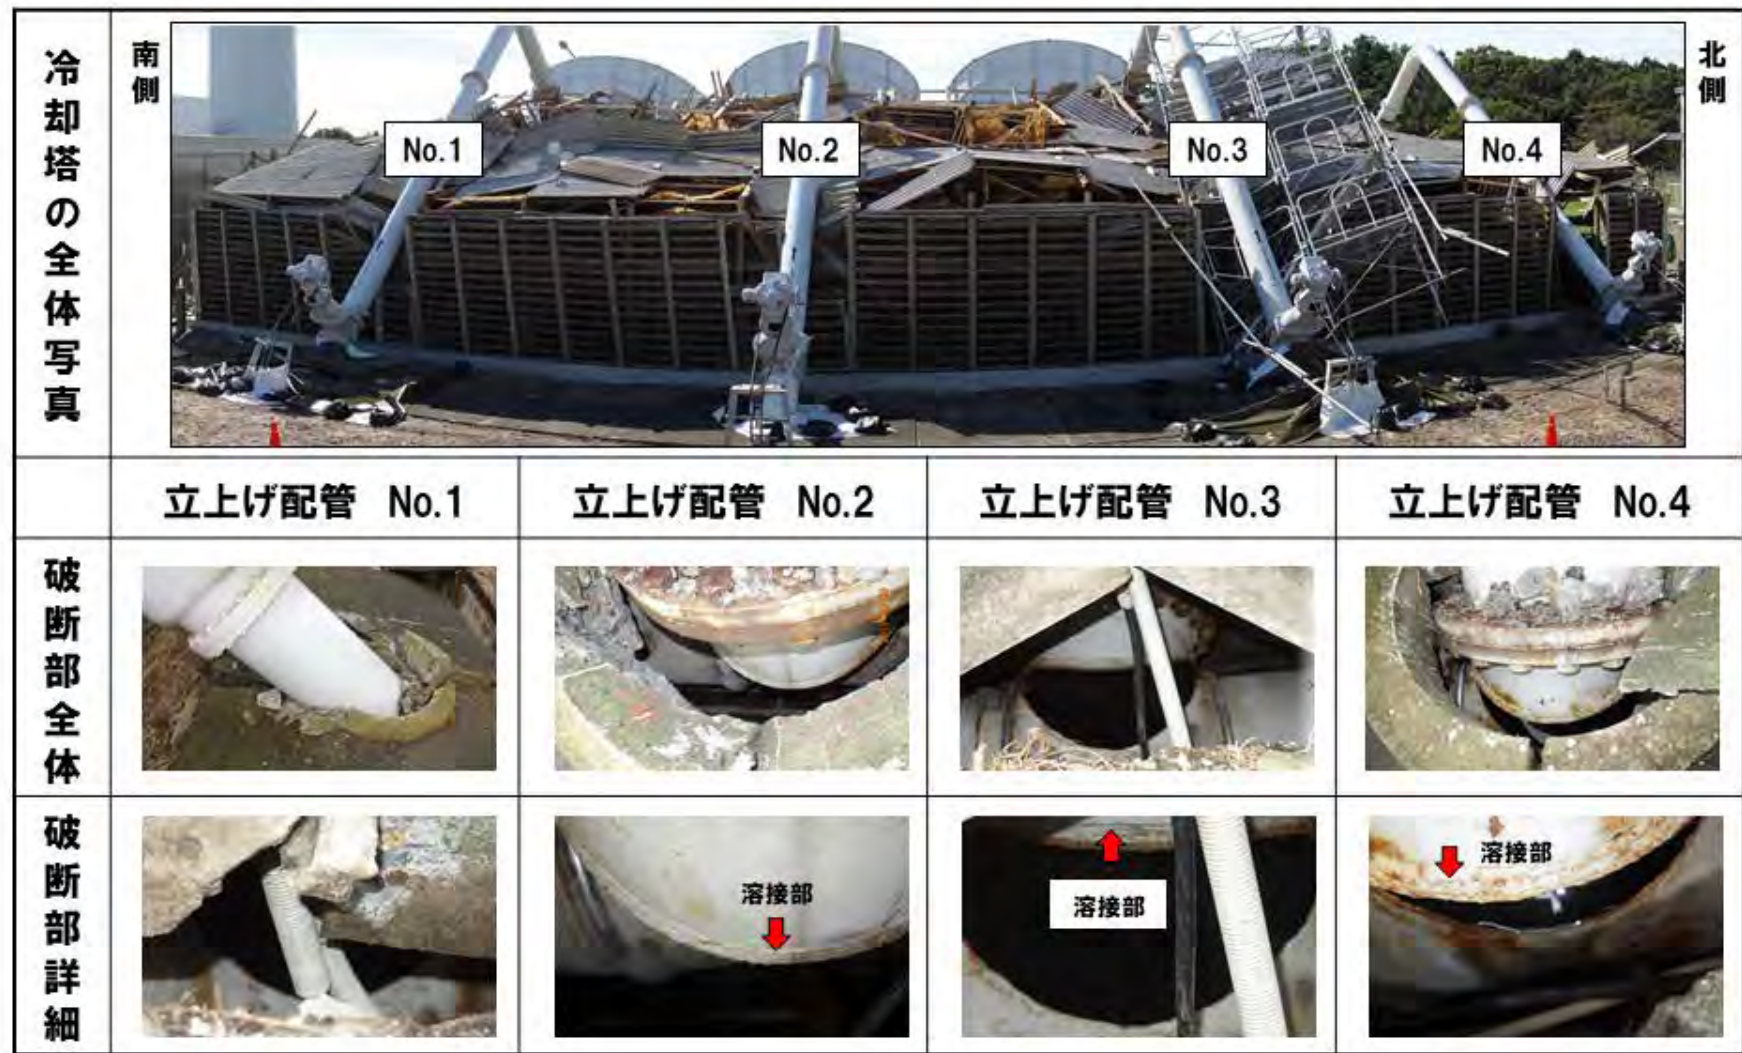 冷却塔の全体写真
南側
No.1
No.2
No.3
No.4
北側
立上げ配管 No.1
立上げ配管 No.2
立上げ配管 No.3
立上げ配管 No.4
破断部全体
破断部詳細
溶接部
溶接部
溶接部